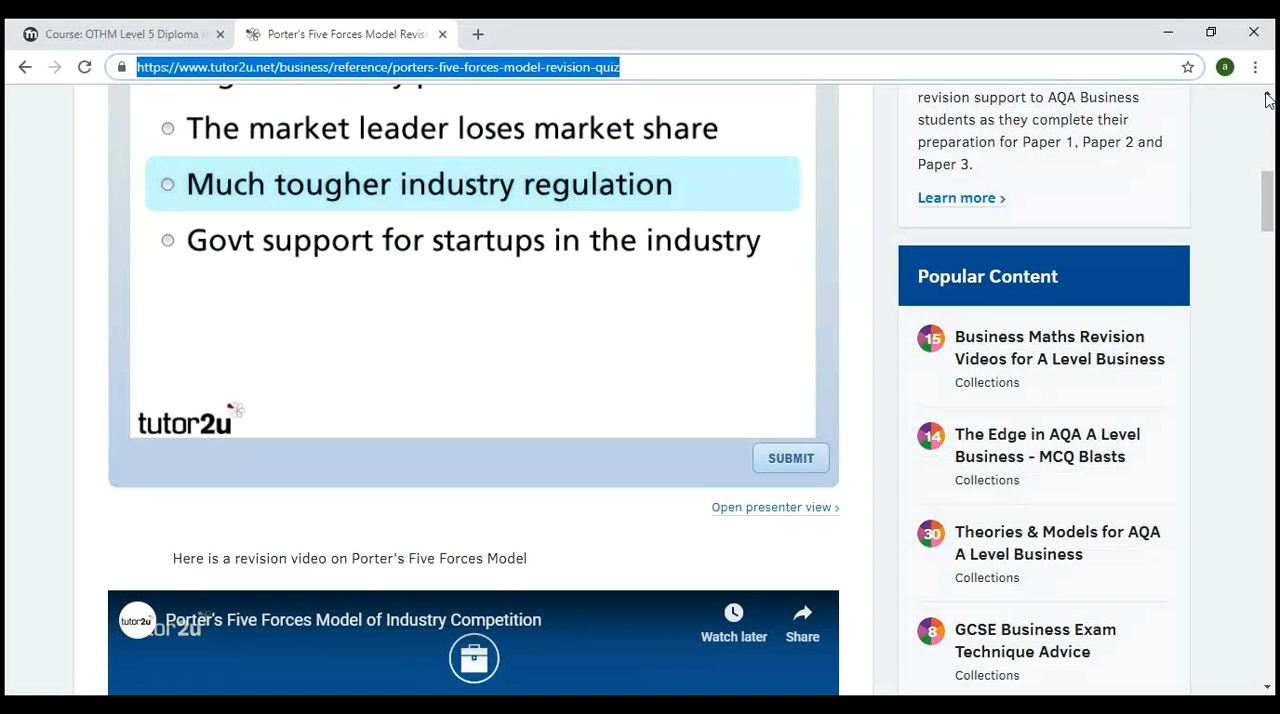 Course: OTHM Level 5 Diploma i
Porter's Five Forces Model Revis
https://www.tutor2u.net/business/reference/porters-five-forces-model-revision-quiz
a
The market leader loses market share
Much tougher industry regulation
Govt support for startups in the industry
tutor2u
SUBMIT
Open presenter view ›
Here is a revision video on Porter's Five Forces Model
tutor2u
Porter's Five Forces Model of Industry Competition
Watch later
Share
revision support to AQA Business
students as they complete their
preparation for Paper 1, Paper 2 and
Paper 3.
Learn more ›
Popular Content
15
Business Maths Revision
Videos for A Level Business
Collections
14
The Edge in AQA A Level
Business - MCQ Blasts
Collections
30
Theories & Models for AQA
A Level Business
Collections
8
GCSE Business Exam
Technique Advice
Collections